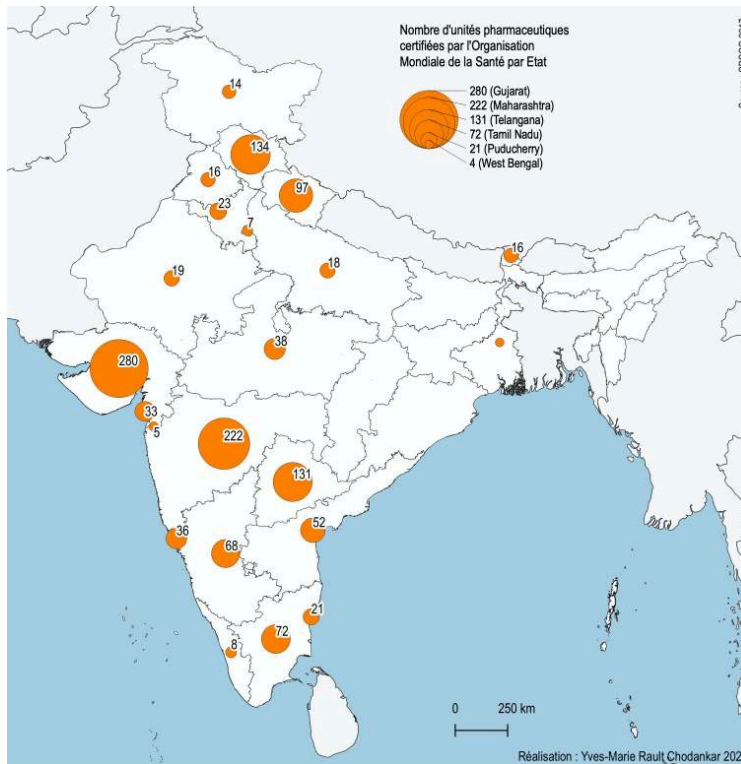 Nombre d'unités pharmaceutiques
certifiées par l'Organisation
Mondiale de la Santé par Etat
280 (Gujarat)
222 (Maharashtra)
131 (Telangana)
72 (Tamil Nadu)
21 (Puducherry)
4 (West Bengal)
14
134
16
97
23
7
16
18
19
38
280
33
5
222
131
36
52
68
21
72
8
0 250 km
Réalisation : Yves-Marie Rault Chodankar 202